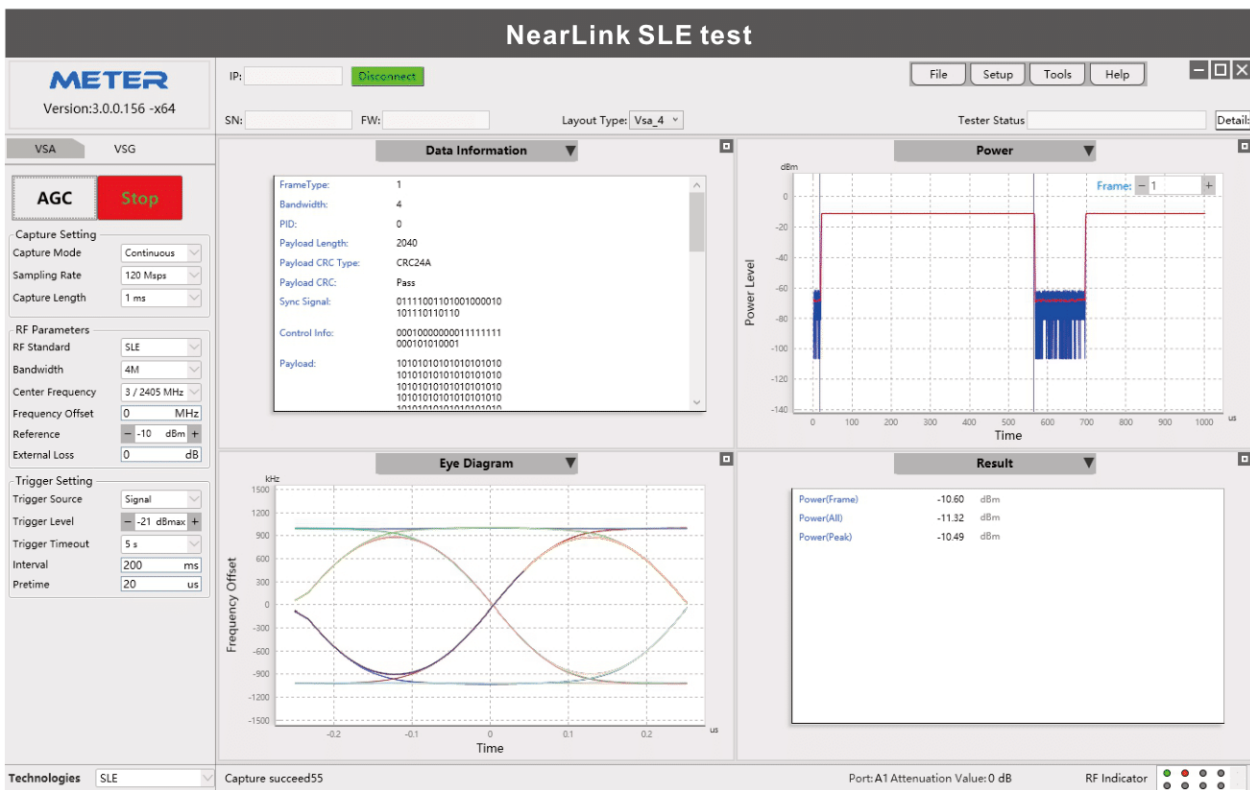 NearLink SLE test
METER
Version:3.0.0.156 -x64
IP:
Disconnect
File
Setup
Tools
Help
SN:
FW:
Layout Type: Vsa_4
Tester Status
Detail:
VSA
VSG
AGC
Stop
Capture Setting
Capture Mode Continuous
Sampling Rate 120 Msps
Capture Length 1 ms
RF Parameters
RF Standard SLE
Bandwidth 4M
Center Frequency 3 / 2405 MHz
Frequency Offset 0 MHz
Reference − -10 dBm +
External Loss 0 dB
Trigger Setting
Trigger Source Signal
Trigger Level − -21 dBmax +
Trigger Timeout 5 s
Interval 200 ms
Pretime 20 us
Data Information
FrameType: 1
Bandwidth: 4
PID: 0
Payload Length: 2040
Payload CRC Type: CRC24A
Payload CRC: Pass
Sync Signal: 01111001101001000010
101110110110
Control Info: 00010000000011111111
000101010001
Payload: 10101010101010101010
10101010101010101010
10101010101010101010
10101010101010101010
10101010101010101010
Power
dBm
Frame: − 1 +
0
-20
-40
-60
-80
-100
-120
-140
Power Level
0 100 200 300 400 500 600 700 800 900 1000
us
Time
Eye Diagram
kHz
1500
1200
900
600
300
0
-300
-600
-900
-1200
-1500
Frequency Offset
-0.2 -0.1 0 0.1 0.2
us
Time
Result
Power(Frame) -10.60 dBm
Power(All) -11.32 dBm
Power(Peak) -10.49 dBm
Technologies SLE
Capture succeed55
Port: A1 Attenuation Value: 0 dB
RF Indicator